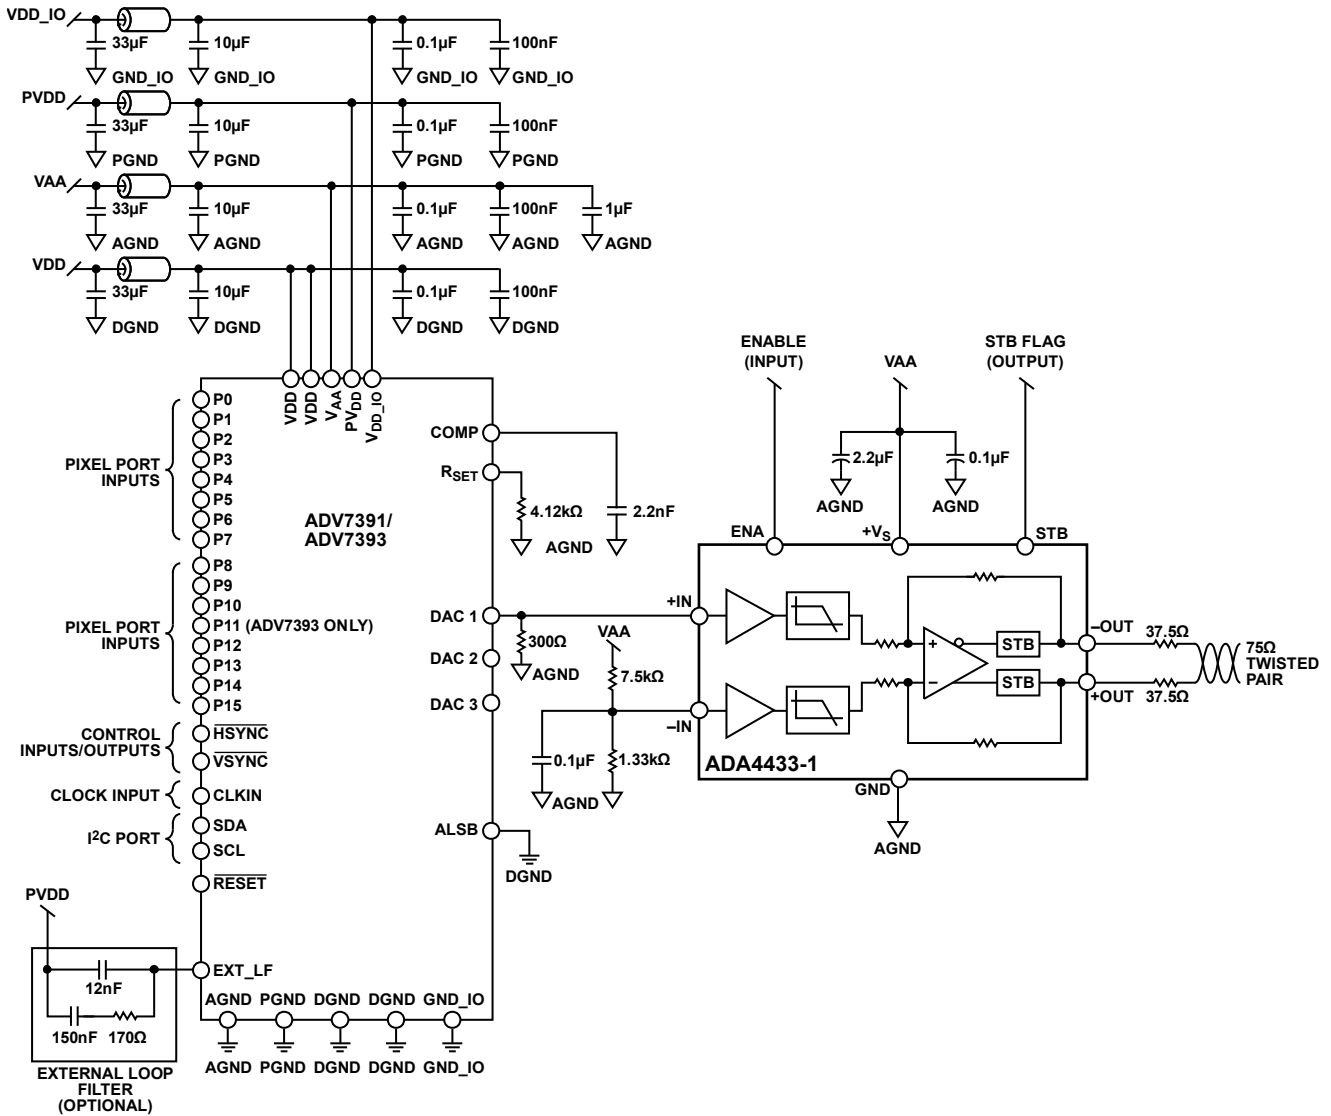 VDD_IO
33µF
10µF
0.1µF
100nF
GND_IO
GND_IO
GND_IO
GND_IO
PVDD
33µF
10µF
0.1µF
100nF
PGND
PGND
PGND
PGND
VAA
33µF
10µF
0.1µF
100nF
1µF
AGND
AGND
AGND
AGND
AGND
VDD
33µF
10µF
0.1µF
100nF
DGND
DGND
DGND
DGND
VDD
VDD
VAA
PVDD
VDD_IO
PIXEL PORT
INPUTS
P0
P1
P2
P3
P4
P5
P6
P7
PIXEL PORT
INPUTS
P8
P9
P10
P11 (ADV7393 ONLY)
P12
P13
P14
P15
CONTROL
INPUTS/OUTPUTS
HSYNC
VSYNC
CLOCK INPUT
CLKIN
I2C PORT
SDA
SCL
RESET
PVDD
12nF
150nF
170Ω
EXTERNAL LOOP
FILTER
(OPTIONAL)
EXT_LF
ADV7391/
ADV7393
COMP
RSET
4.12kΩ
2.2nF
AGND
DAC 1
DAC 2
DAC 3
300Ω
AGND
VAA
7.5kΩ
0.1µF
1.33kΩ
AGND
ALSB
DGND
AGND
PGND
DGND
DGND
GND_IO
AGND
PGND
DGND
DGND
GND_IO
ENABLE
(INPUT)
VAA
STB FLAG
(OUTPUT)
2.2µF
0.1µF
AGND
AGND
ENA
+VS
STB
+IN
–IN
+
–
STB
STB
–OUT
+OUT
37.5Ω
37.5Ω
75Ω
TWISTED
PAIR
ADA4433-1
GND
AGND